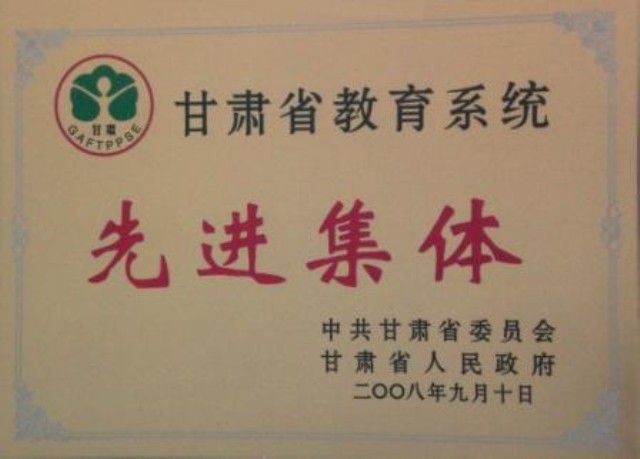 甘肃
GAFTPPSE
甘肃省教育系统
先进集体
中共甘肃省委员会
甘肃省人民政府
二〇〇八年九月十日